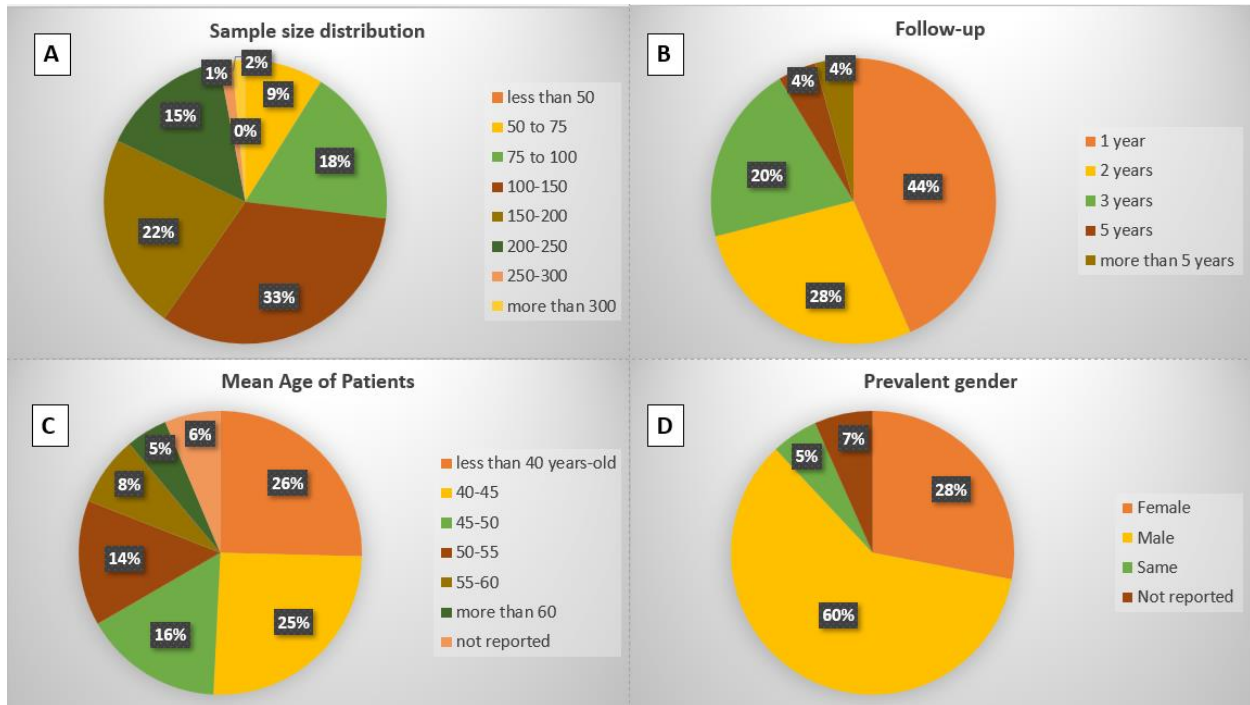 A
Sample size distribution
1%
2%
9%
0%
15%
18%
22%
33%
less than 50
50 to 75
75 to 100
100-150
150-200
200-250
250-300
more than 300
B
Follow-up
4%
4%
20%
44%
28%
1 year
2 years
3 years
5 years
more than 5 years
C
Mean Age of Patients
6%
5%
8%
26%
14%
16%
25%
less than 40 years-old
40-45
45-50
50-55
55-60
more than 60
not reported
D
Prevalent gender
7%
5%
28%
60%
Female
Male
Same
Not reported